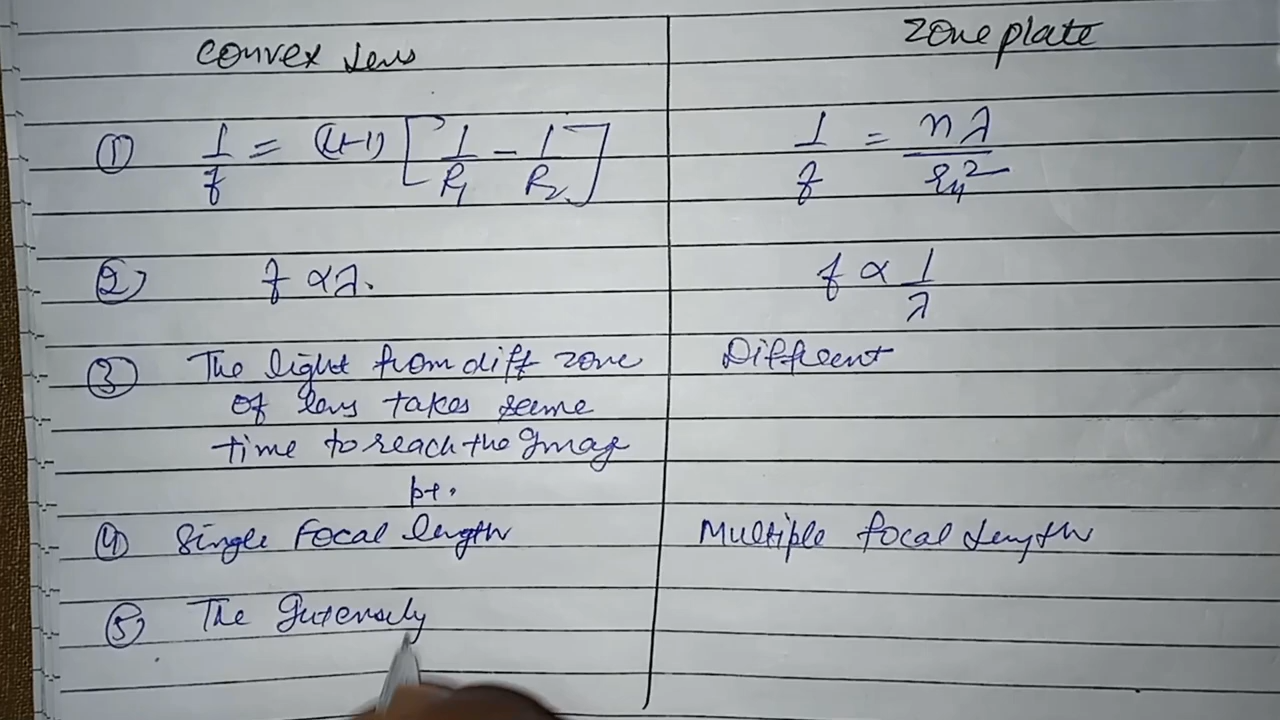 convex Lens
Zone plate
① 1/f = (μ-1) [1/R1 - 1/R2]
1/f = nλ/rn²
② f ∝ λ.
f ∝ 1/λ
③ The light from diff zone
of lens takes same
time to reach the Image
pt.
Different
④ Single Focal length
Multiple focal Length
⑤ The Intensity